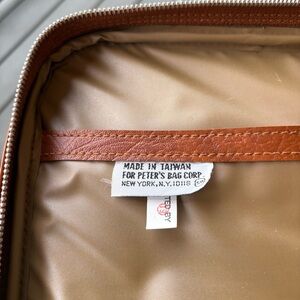 MADE IN TAIWAN
FOR PETER'S BAG CORP.
NEW YORK, N.Y. 10118